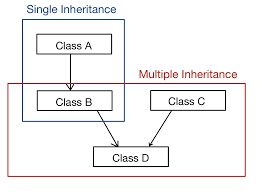 Single Inheritance
Class A
Multiple Inheritance
Class B
Class C
Class D